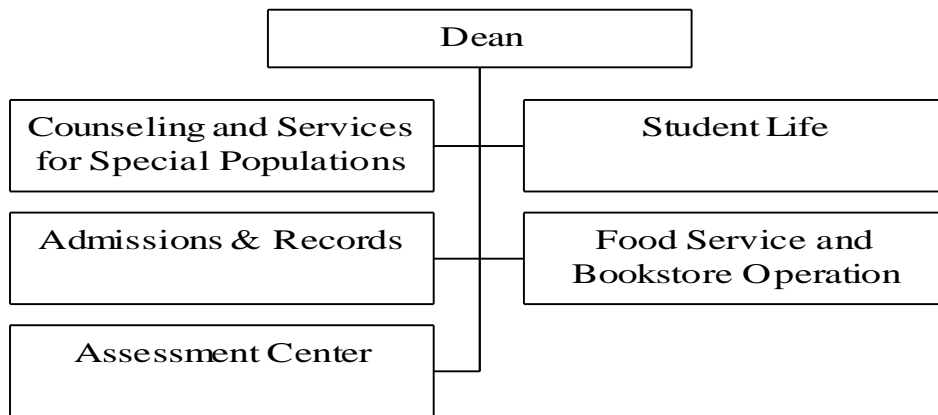 Dean
Counseling and Services
for Special Populations
Student Life
Admissions & Records
Food Service and
Bookstore Operation
Assessment Center